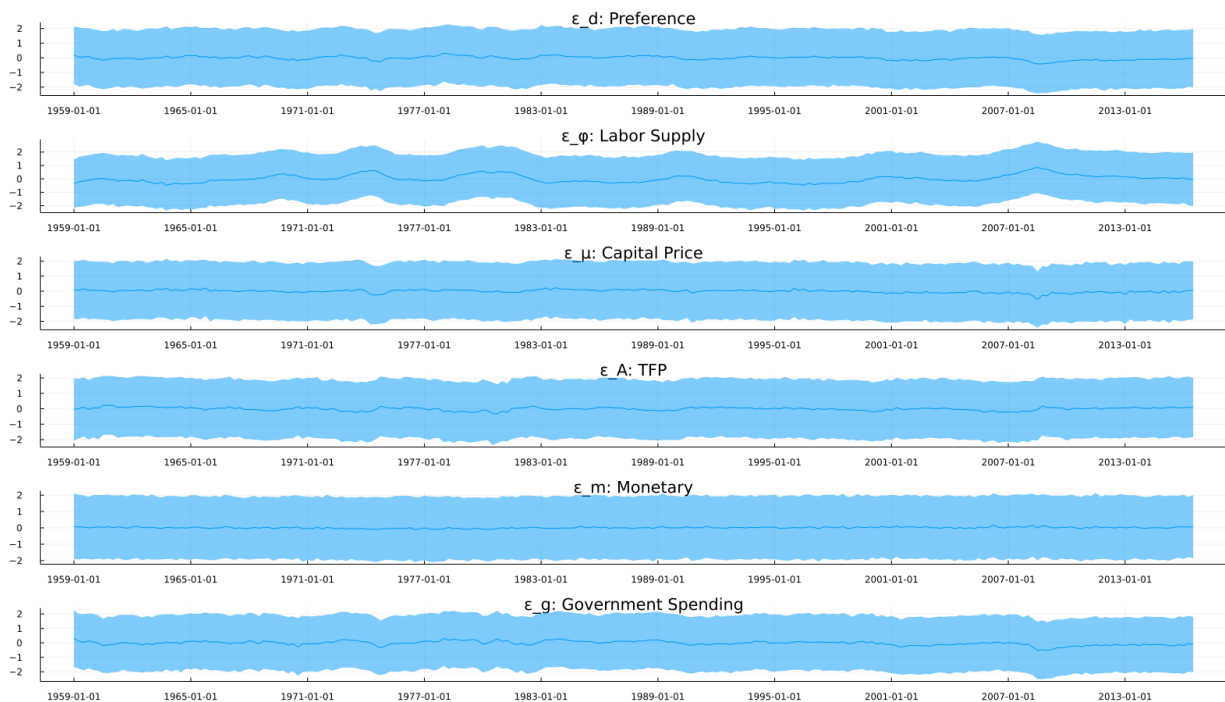 ε_d: Preference
2
1
0
−1
−2
1959-01-01 1965-01-01 1971-01-01 1977-01-01 1983-01-01 1989-01-01 1995-01-01 2001-01-01 2007-01-01 2013-01-01
ε_φ: Labor Supply
2
1
0
−1
−2
1959-01-01 1965-01-01 1971-01-01 1977-01-01 1983-01-01 1989-01-01 1995-01-01 2001-01-01 2007-01-01 2013-01-01
ε_μ: Capital Price
2
1
0
−1
−2
1959-01-01 1965-01-01 1971-01-01 1977-01-01 1983-01-01 1989-01-01 1995-01-01 2001-01-01 2007-01-01 2013-01-01
ε_A: TFP
2
1
0
−1
−2
1959-01-01 1965-01-01 1971-01-01 1977-01-01 1983-01-01 1989-01-01 1995-01-01 2001-01-01 2007-01-01 2013-01-01
ε_m: Monetary
2
1
0
−1
−2
1959-01-01 1965-01-01 1971-01-01 1977-01-01 1983-01-01 1989-01-01 1995-01-01 2001-01-01 2007-01-01 2013-01-01
ε_g: Government Spending
2
1
0
−1
−2
1959-01-01 1965-01-01 1971-01-01 1977-01-01 1983-01-01 1989-01-01 1995-01-01 2001-01-01 2007-01-01 2013-01-01